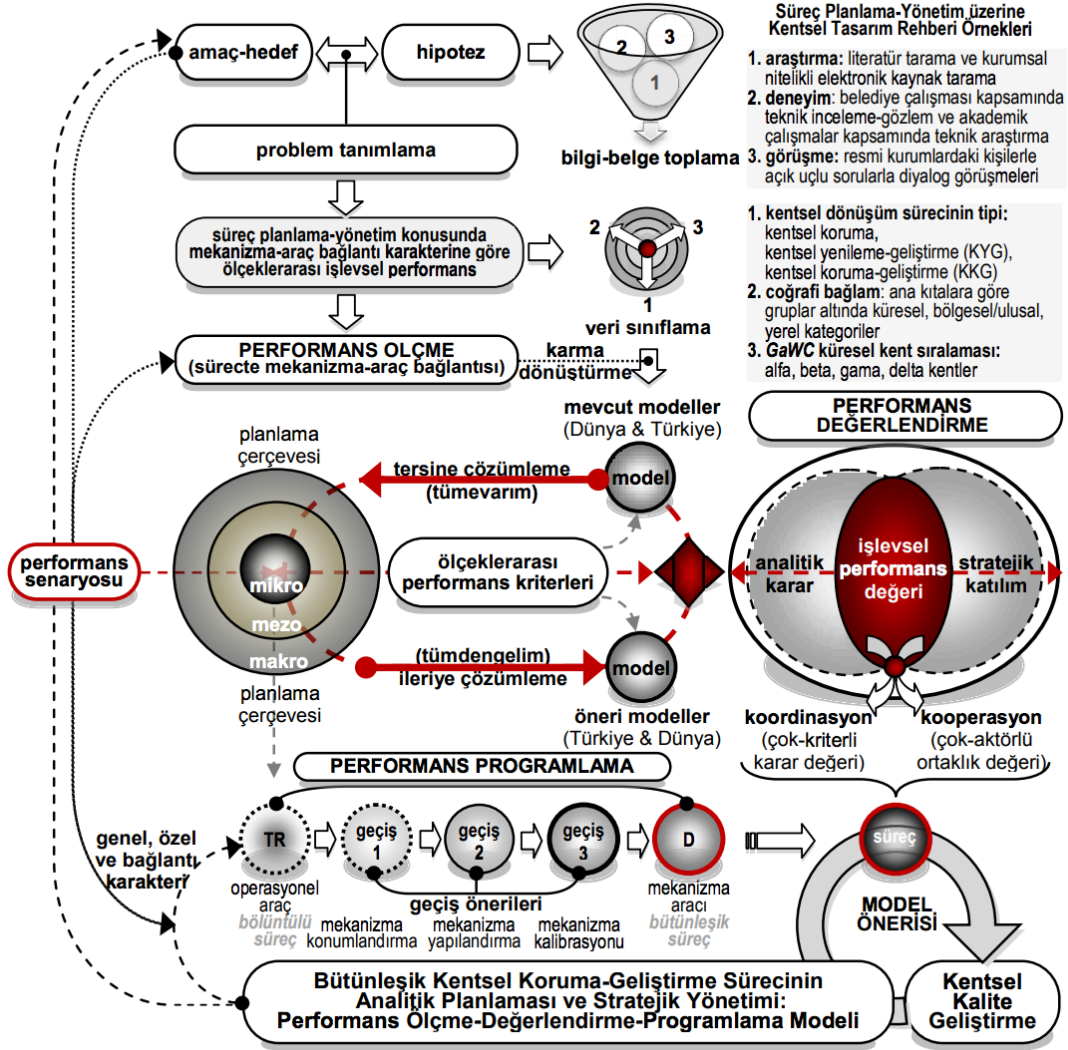 Süreç Planlama-Yönetim üzerine
Kentsel Tasarım Rehberi Örnekleri
amaç-hedef
hipotez
2
3
1
bilgi-belge toplama
1. araştırma: literatür tarama ve kurumsal
nitelikli elektronik kaynak tarama
2. deneyim: belediye çalışması kapsamında
teknik inceleme-gözlem ve akademik
çalışmalar kapsamında teknik araştırma
3. görüşme: resmi kurumlardaki kişilerle
açık uçlu sorularla diyalog görüşmeleri
problem tanımlama
süreç planlama-yönetim konusunda
mekanizma-araç bağlantı karakterine göre
ölçeklerarası işlevsel performans
2
3
1
veri sınıflama
1. kentsel dönüşüm sürecinin tipi:
kentsel koruma,
kentsel yenileme-geliştirme (KYG),
kentsel koruma-geliştirme (KKG)
2. coğrafi bağlam: ana kıtalara göre
gruplar altında küresel, bölgesel/ulusal,
yerel kategoriler
3. GaWC küresel kent sıralaması:
alfa, beta, gama, delta kentler
PERFORMANS OLÇME
(sürecte mekanizma-araç bağlantısı)
karma
dönüştürme
mevcut modeller
(Dünya & Türkiye)
PERFORMANS
DEĞERLENDİRME
planlama
çerçevesi
tersine çözümleme
(tümevarım)
model
performans
senaryosu
mikro
mezo
makro
ölçeklerarası
performans kriterleri
analitik
karar
işlevsel
performans
değeri
stratejik
katılım
(tümdengelim)
ileriye çözümleme
model
planlama
çerçevesi
öneri modeller
(Türkiye & Dünya)
koordinasyon
(çok-kriterli
karar değeri)
kooperasyon
(çok-aktörlü
ortaklık değeri)
PERFORMANS PROGRAMLAMA
genel, özel
ve bağlantı
karakteri
TR
geçiş
1
geçiş
2
geçiş
3
D
süreç
operasyonel
araç
bölüntülü
süreç
geçiş önerileri
mekanizma
konumlandırma
mekanizma
yapılandırma
mekanizma
kalibrasyonu
mekanizma
aracı
bütünleşik
süreç
MODEL
ÖNERİSİ
Bütünleşik Kentsel Koruma-Geliştirme Sürecinin
Analitik Planlaması ve Stratejik Yönetimi:
Performans Ölçme-Değerlendirme-Programlama Modeli
Kentsel
Kalite
Geliştirme